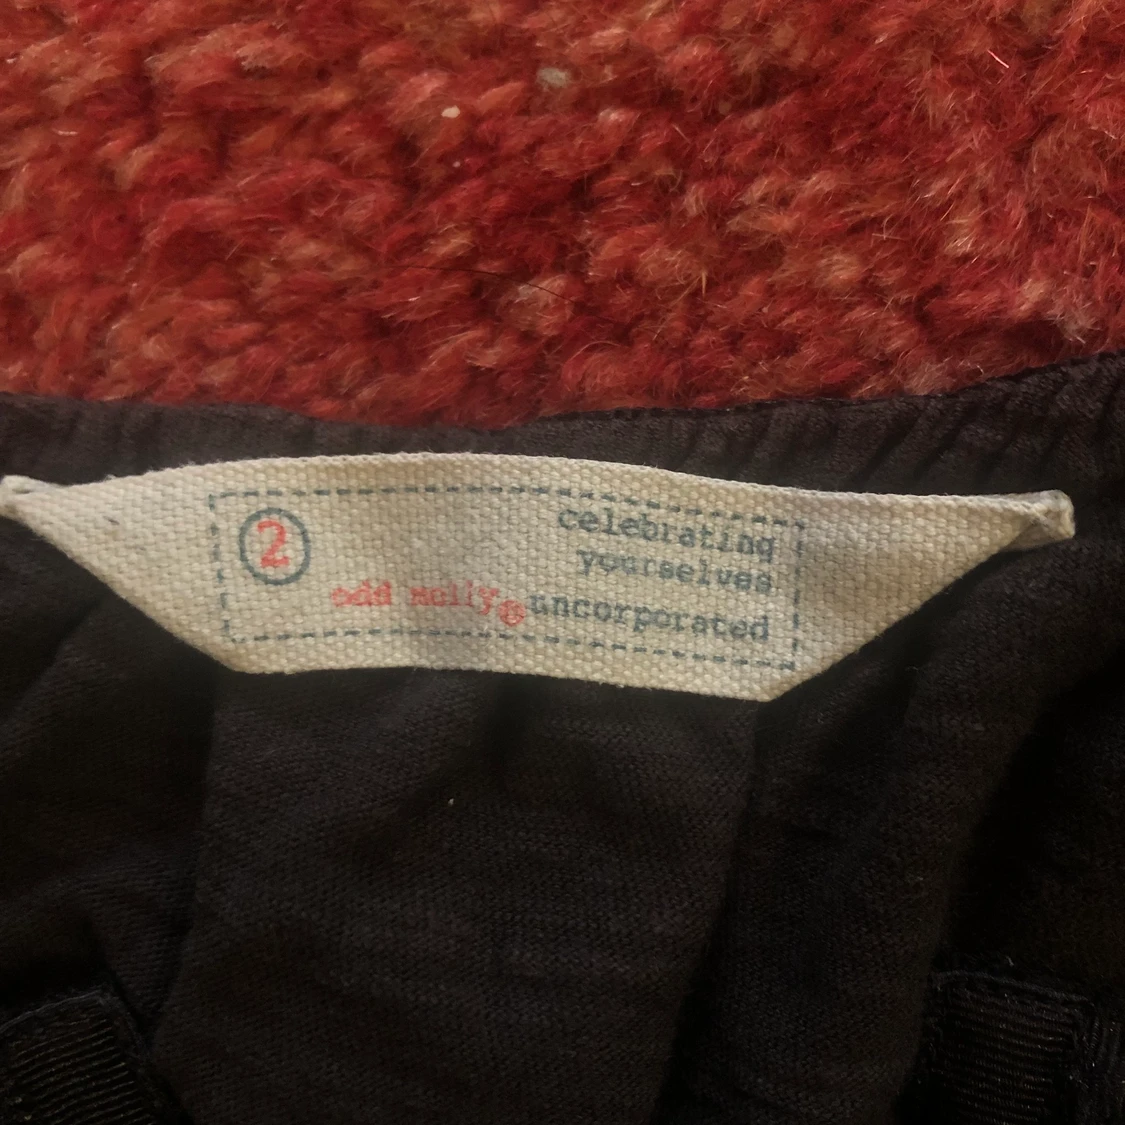 2
celebrating
yourselves
odd molly® uncorporated